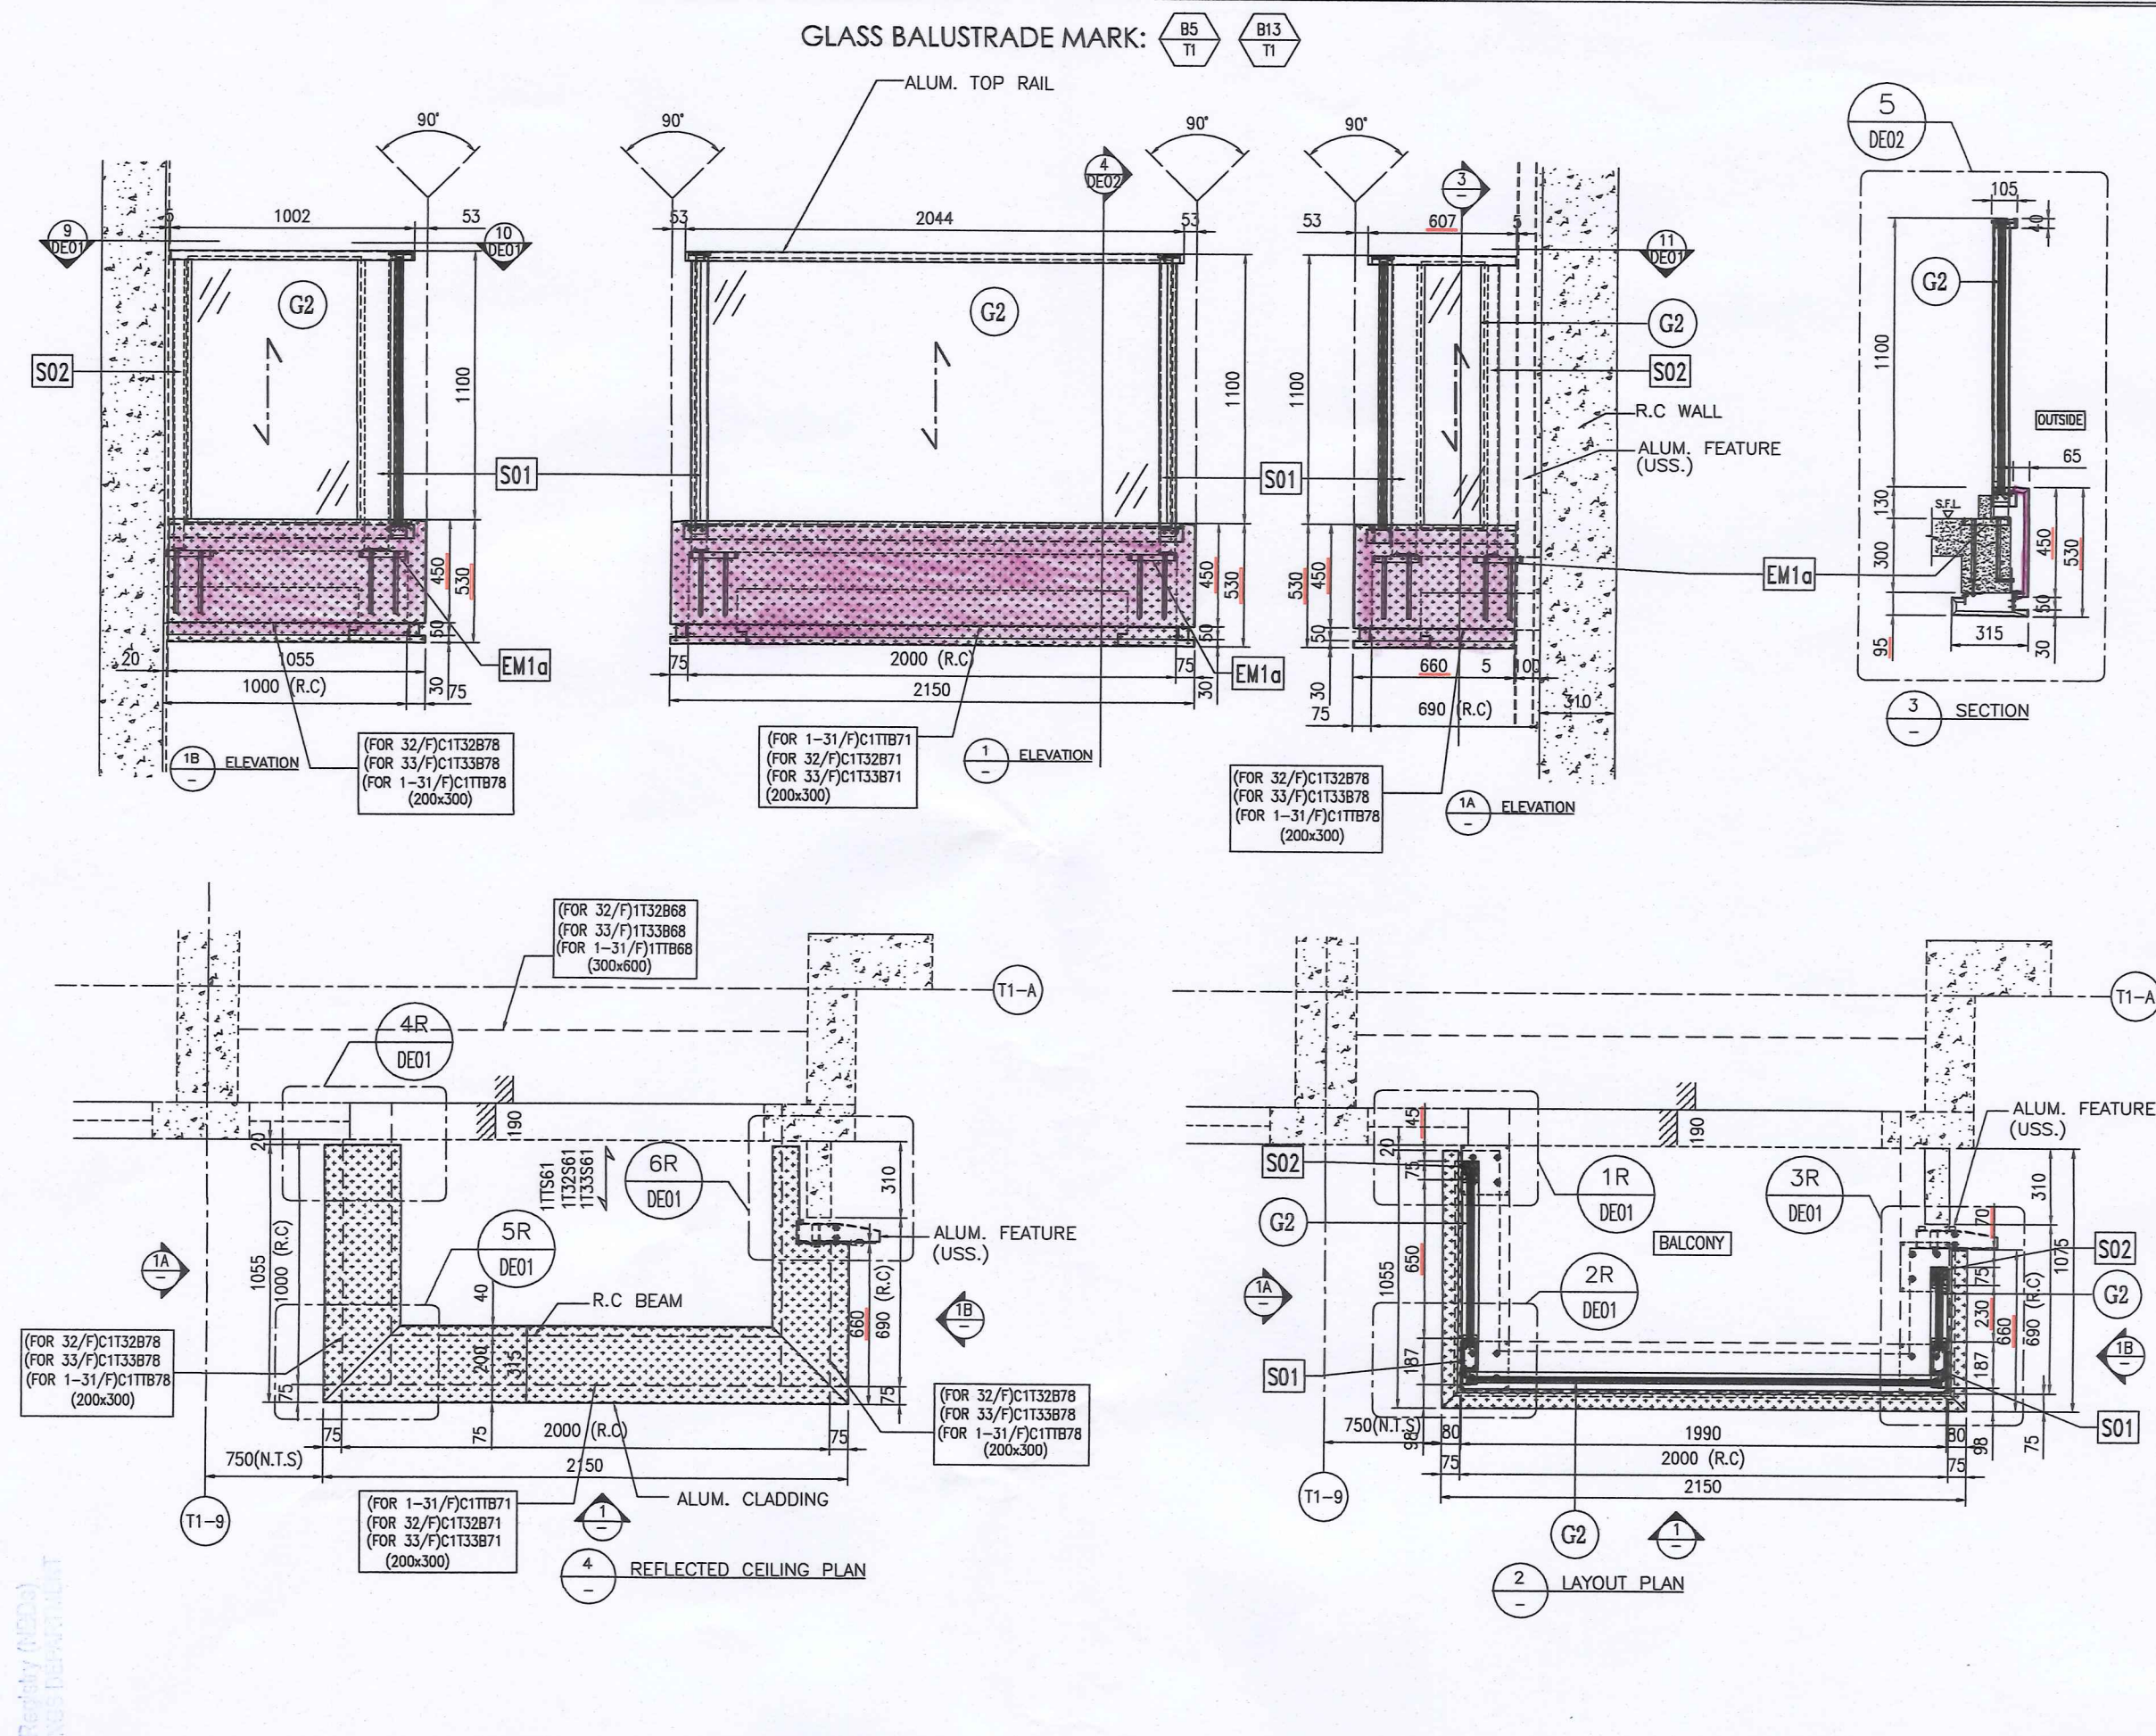 GLASS BALUSTRADE MARK:
B5
T1
B13
T1
ALUM. TOP RAIL
90°
90°
90°
90°
5
DE02
9
DE01
5
1002
53
10
DE01
53
2044
53
4
DE02
53
607
5
3
–
11
DE01
105
40
G2
G2
G2
G2
S02
S02
1100
1100
1100
1100
R.C WALL
ALUM. FEATURE
(USS.)
OUTSIDE
65
S01
S01
130
S.F.L
300
450
530
50
450
530
50
530
450
50
EM1a
450
530
50
315
95
30
20
1055
1000 (R.C)
30
75
EM1a
75
2000 (R.C)
75
2150
30
EM1a
660
5
100
30
75
690 (R.C)
310
3
–
SECTION
1B
–
ELEVATION
(FOR 32/F)C1T32B78
(FOR 33/F)C1T33B78
(FOR 1-31/F)C1TTB78
(200x300)
(FOR 1-31/F)C1TTB71
(FOR 32/F)C1T32B71
(FOR 33/F)C1T33B71
(200x300)
1
–
ELEVATION
(FOR 32/F)C1T32B78
(FOR 33/F)C1T33B78
(FOR 1-31/F)C1TTB78
(200x300)
1A
–
ELEVATION
(FOR 32/F)1T32B68
(FOR 33/F)1T33B68
(FOR 1-31/F)1TTB68
(300x600)
T1-A
4R
DE01
190
20
1TTS61
1T32S61
1T33S61
6R
DE01
310
5R
DE01
ALUM. FEATURE
(USS.)
1A
–
1055
1000 (R.C)
40
R.C BEAM
660
690 (R.C)
1B
–
(FOR 32/F)C1T32B78
(FOR 33/F)C1T33B78
(FOR 1-31/F)C1TTB78
(200x300)
200
315
75
75
(FOR 32/F)C1T32B78
(FOR 33/F)C1T33B78
(FOR 1-31/F)C1TTB78
(200x300)
75
75
2000 (R.C)
75
750(N.T.S)
2150
(FOR 1-31/F)C1TTB71
(FOR 32/F)C1T32B71
(FOR 33/F)C1T33B71
(200x300)
ALUM. CLADDING
1
–
T1-9
4
–
REFLECTED CEILING PLAN
T1-A
45
20
190
ALUM. FEATURE
(USS.)
S02
75
1R
DE01
3R
DE01
310
G2
70
BALCONY
1075
S02
650
1055
75
1A
–
2R
DE01
G2
230
660
690 (R.C)
1B
–
S01
187
187
750(N.T.S)
98
80
1990
80
98
75
S01
75
2000 (R.C)
75
2150
T1-9
G2
1
–
2
–
LAYOUT PLAN